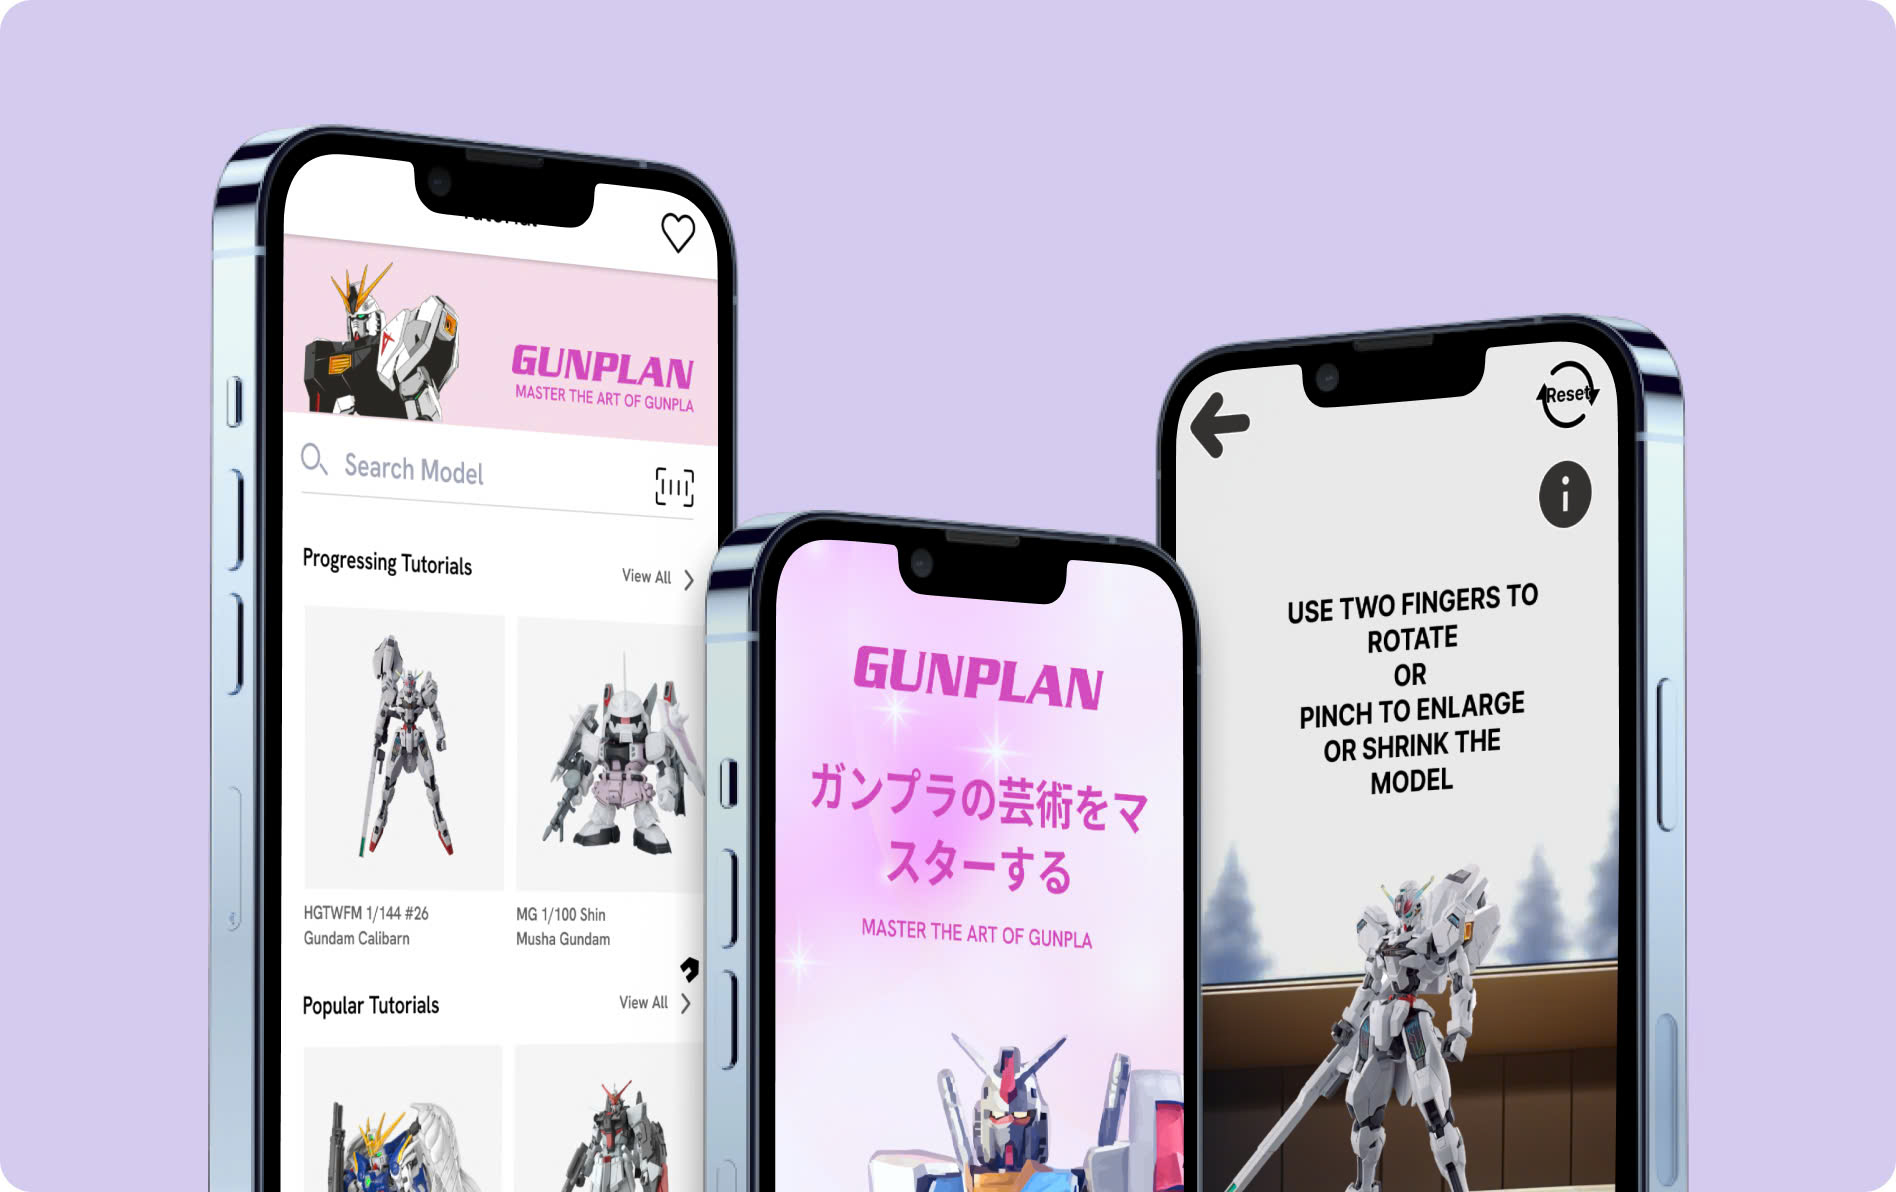 GUNPLAN
MASTER THE ART OF GUNPLA
Search Model
Progressing Tutorials
View All
HGTWFM 1/144 #26
Gundam Calibarn
MG 1/100 Shin
Musha Gundam
Popular Tutorials
View All
GUNPLAN
ガンプラの芸術をマ
スターする
MASTER THE ART OF GUNPLA
Reset
USE TWO FINGERS TO
ROTATE
OR
PINCH TO ENLARGE
OR SHRINK THE
MODEL